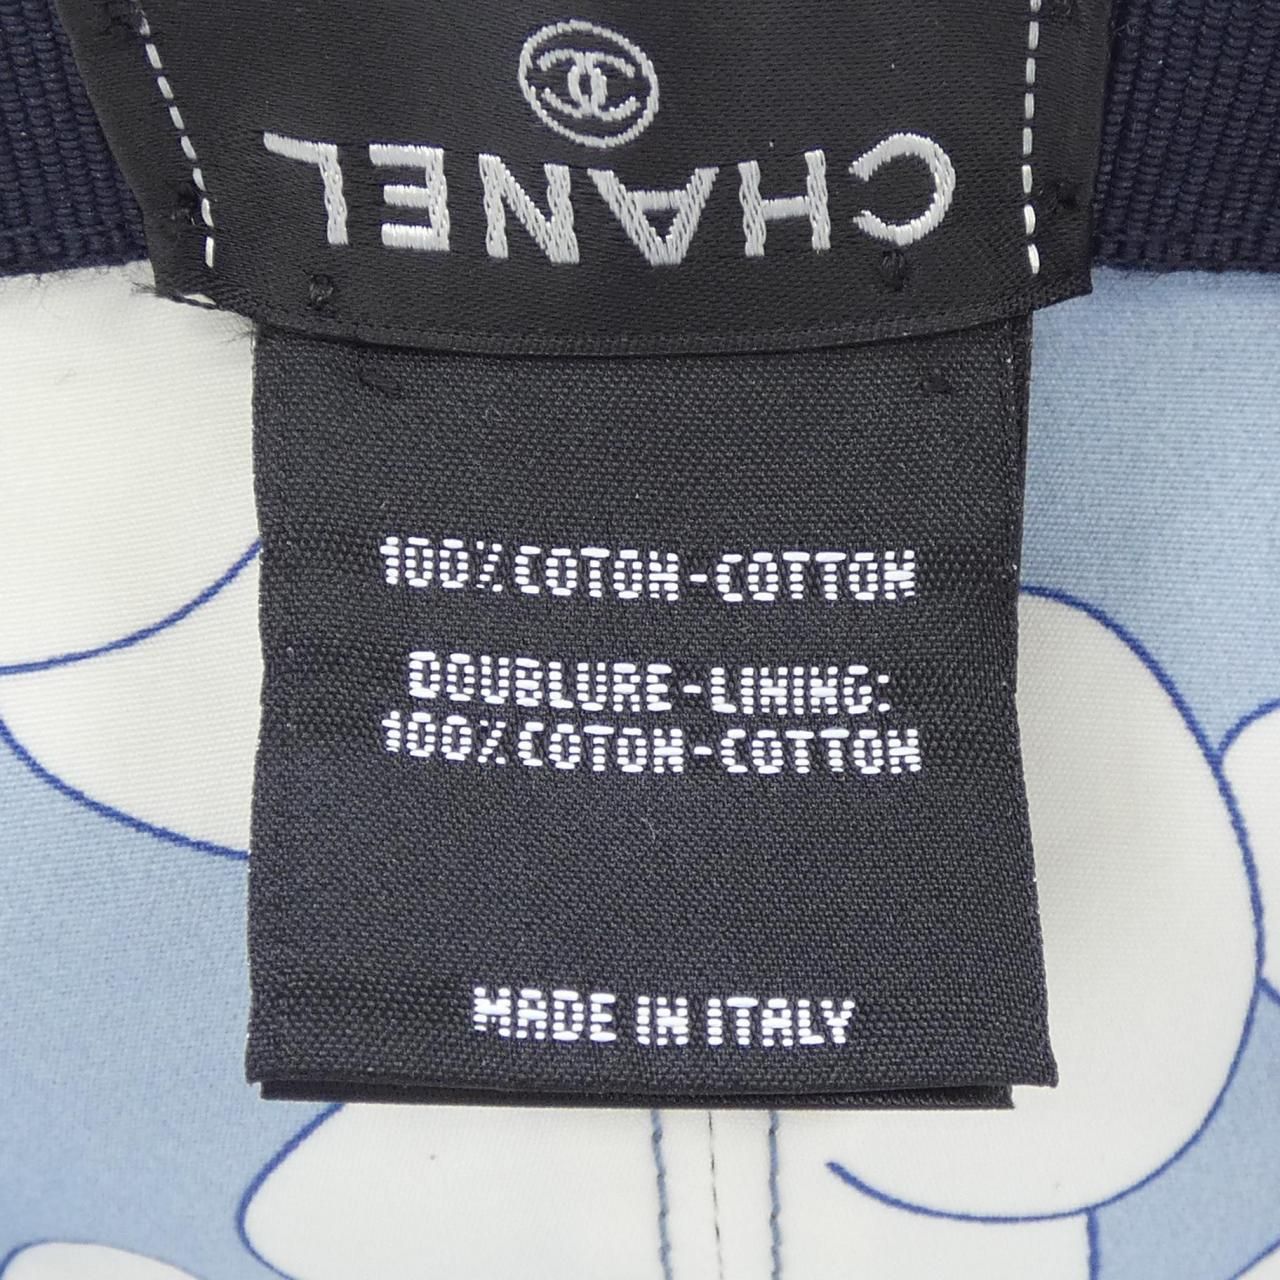 CHANEL
100% COTON-COTTON
DOUBLURE-LINING:
100% COTON-COTTON
MADE IN ITALY